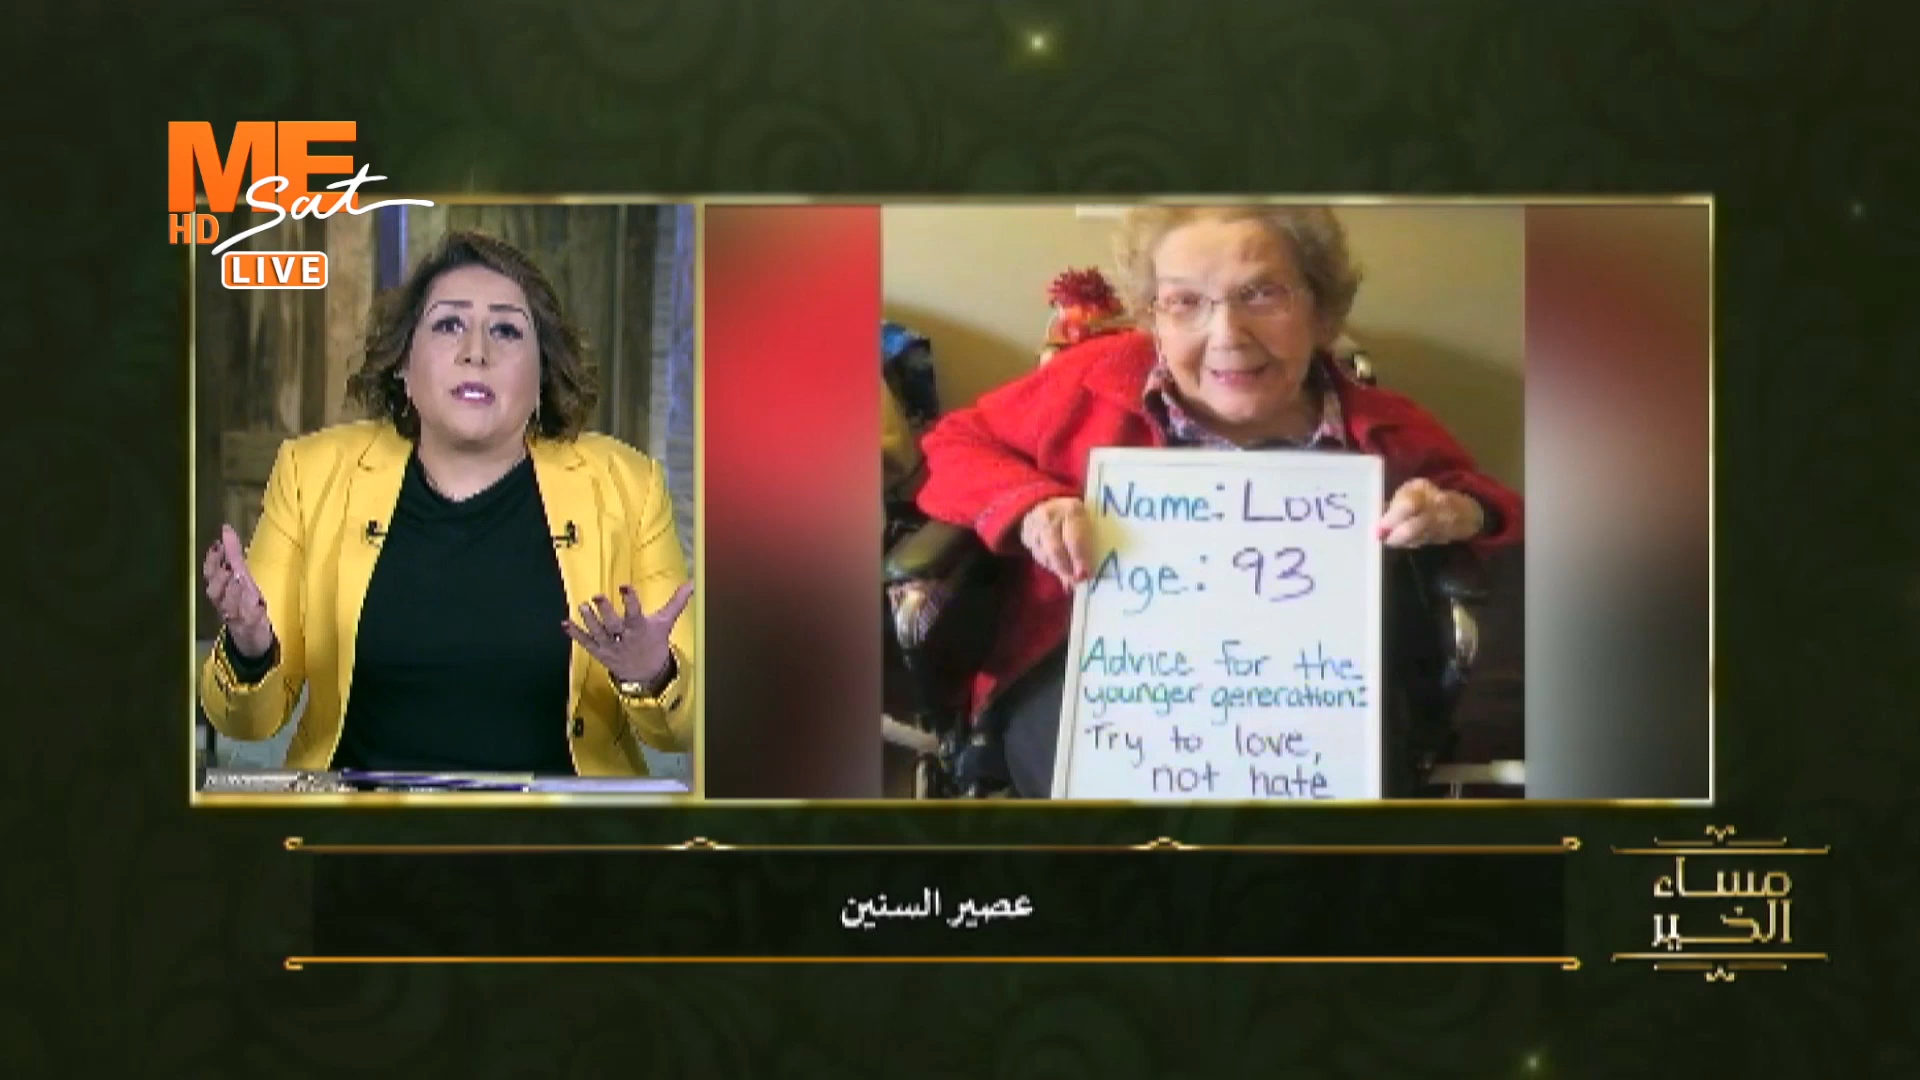 ME
Sat
HD
LIVE
Name: Lois
Age: 93
Advice for the
younger generation:
Try to love,
not hate
عصير السنين
مساء
الخير